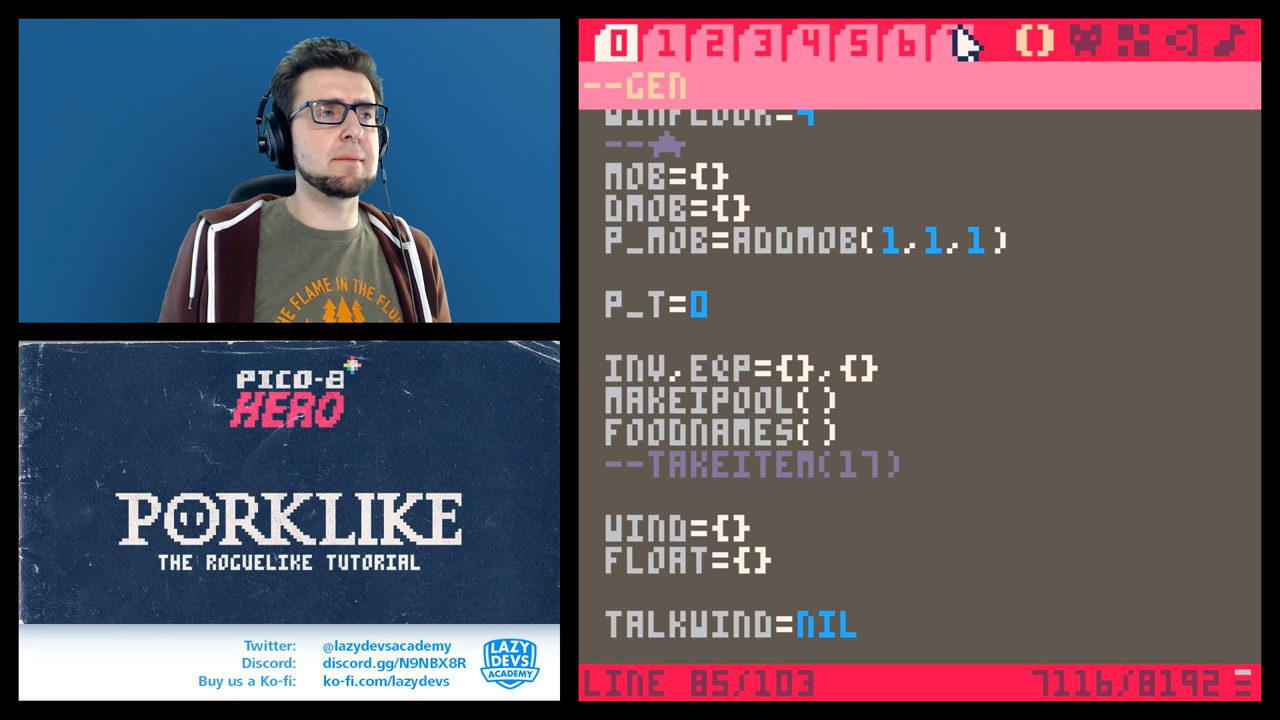 THE FLAME IN THE FLO
PICO-8
HERO
PORKLIKE
THE ROGUELIKE TUTORIAL
Twitter: @lazydevsacademy
Discord: discord.gg/N9NBX8R
Buy us a Ko-fi: ko-fi.com/lazydevs
LAZY
DEVS
ACADEMY
0 1 2 3 4 5 6
--GEN
WINFLOOR=9
--
MOB={}
DMOB={}
P_MOB=ADDMOB(1,1,1)
P_T=0
INV,EQP={},{}
MAKEIPOOL()
FOODNAMES()
--TAKEITEM(17)
WIND={}
FLOAT={}
TALKWIND=NIL
LINE 85/103
7116/8192